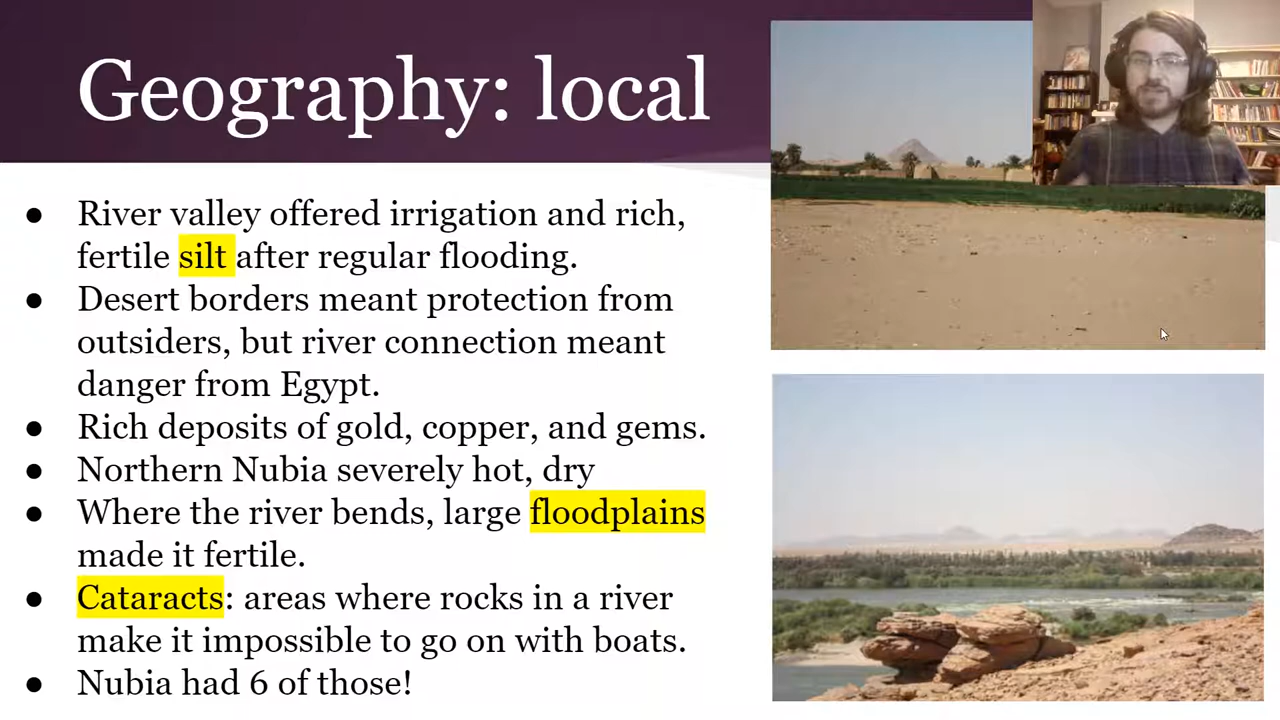 Geography: local
● River valley offered irrigation and rich,
fertile silt after regular flooding.
● Desert borders meant protection from
outsiders, but river connection meant
danger from Egypt.
● Rich deposits of gold, copper, and gems.
● Northern Nubia severely hot, dry
● Where the river bends, large floodplains
made it fertile.
● Cataracts: areas where rocks in a river
make it impossible to go on with boats.
● Nubia had 6 of those!